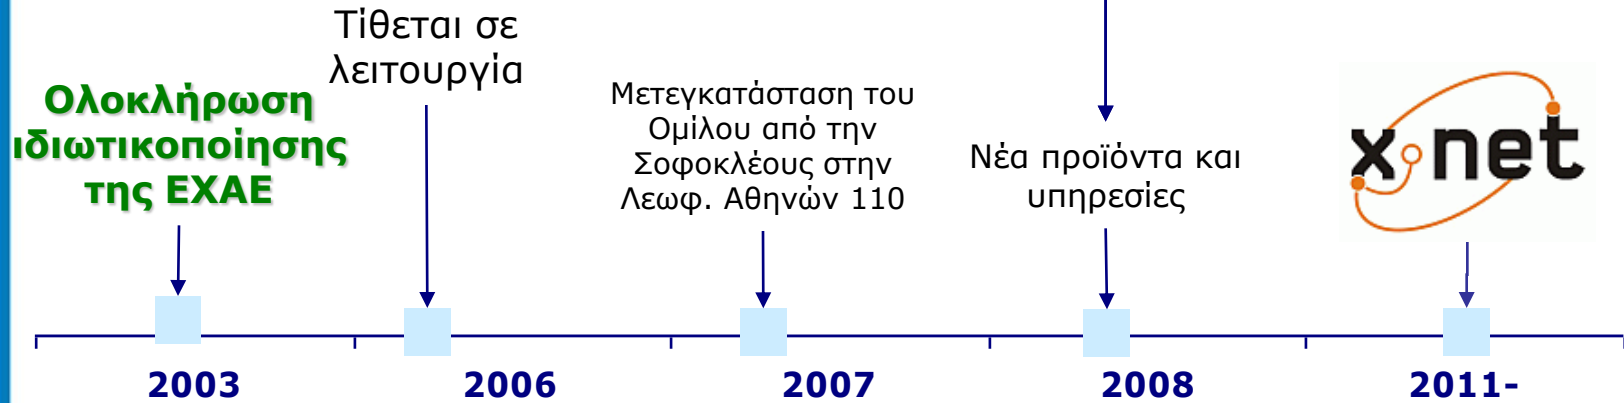 Τίθεται σε
λειτουργία
Ολοκλήρωση
ιδιωτικοποίησης
της ΕΧΑΕ
Μετεγκατάσταση του
Ομίλου από την
Σοφοκλέους στην
Λεωφ. Αθηνών 110
Νέα προϊόντα και
υπηρεσίες
x net
2003
2006
2007
2008
2011-